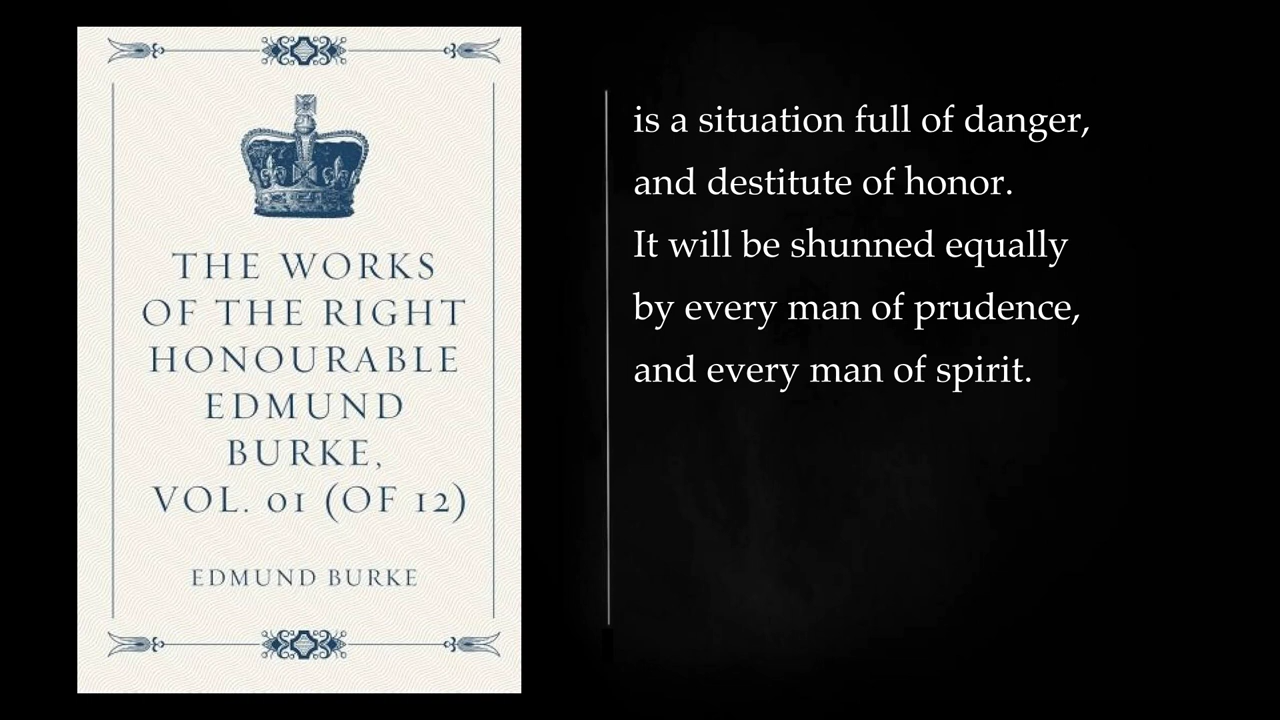 THE WORKS
OF THE RIGHT
HONOURABLE
EDMUND
BURKE,
VOL. 01 (OF 12)
EDMUND BURKE
is a situation full of danger,
and destitute of honor.
It will be shunned equally
by every man of prudence,
and every man of spirit.